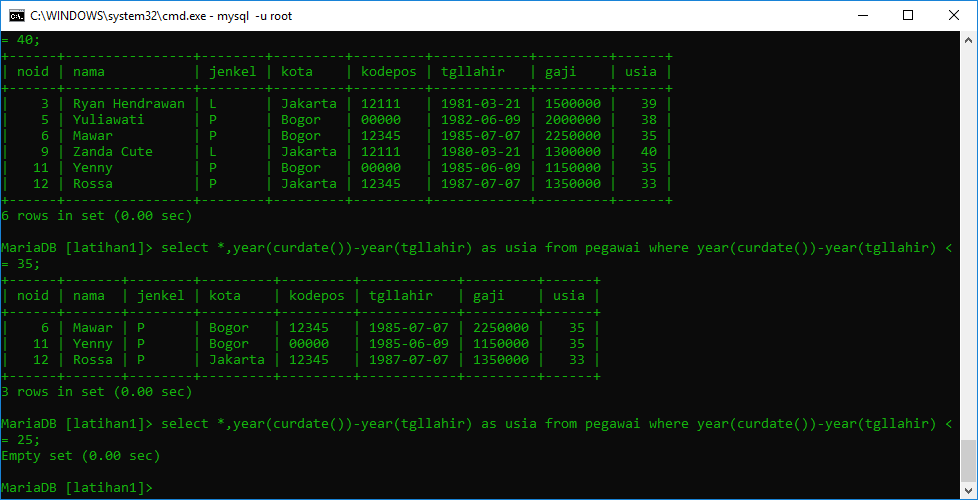 C:\WINDOWS\system32\cmd.exe - mysql -u root
= 40;
+------+----------------+--------+---------+---------+------------+---------+------+
| noid | nama           | jenkel | kota    | kodepos | tgllahir   | gaji    | usia |
+------+----------------+--------+---------+---------+------------+---------+------+
|    3 | Ryan Hendrawan | L      | Jakarta | 12111   | 1981-03-21 | 1500000 |   39 |
|    5 | Yuliawati      | P      | Bogor   | 00000   | 1982-06-09 | 2000000 |   38 |
|    6 | Mawar          | P      | Bogor   | 12345   | 1985-07-07 | 2250000 |   35 |
|    9 | Zanda Cute     | L      | Jakarta | 12111   | 1980-03-21 | 1300000 |   40 |
|   11 | Yenny          | P      | Bogor   | 00000   | 1985-06-09 | 1150000 |   35 |
|   12 | Rossa          | P      | Jakarta | 12345   | 1987-07-07 | 1350000 |   33 |
+------+----------------+--------+---------+---------+------------+---------+------+
6 rows in set (0.00 sec)
MariaDB [latihan1]> select *,year(curdate())-year(tgllahir) as usia from pegawai where year(curdate())-year(tgllahir) <
= 35;
+------+-------+--------+---------+---------+------------+---------+------+
| noid | nama  | jenkel | kota    | kodepos | tgllahir   | gaji    | usia |
+------+-------+--------+---------+---------+------------+---------+------+
|    6 | Mawar | P      | Bogor   | 12345   | 1985-07-07 | 2250000 |   35 |
|   11 | Yenny | P      | Bogor   | 00000   | 1985-06-09 | 1150000 |   35 |
|   12 | Rossa | P      | Jakarta | 12345   | 1987-07-07 | 1350000 |   33 |
+------+-------+--------+---------+---------+------------+---------+------+
3 rows in set (0.00 sec)
MariaDB [latihan1]> select *,year(curdate())-year(tgllahir) as usia from pegawai where year(curdate())-year(tgllahir) <
= 25;
Empty set (0.00 sec)
MariaDB [latihan1]>